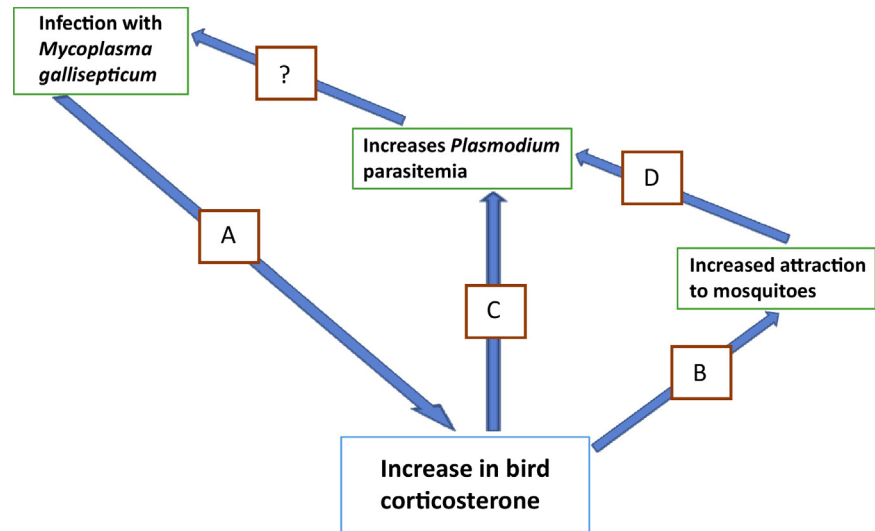 Infection with
Mycoplasma
gallisepticum
?
Increases Plasmodium
parasitemia
D
A
Increased attraction
to mosquitoes
C
B
Increase in bird
corticosterone